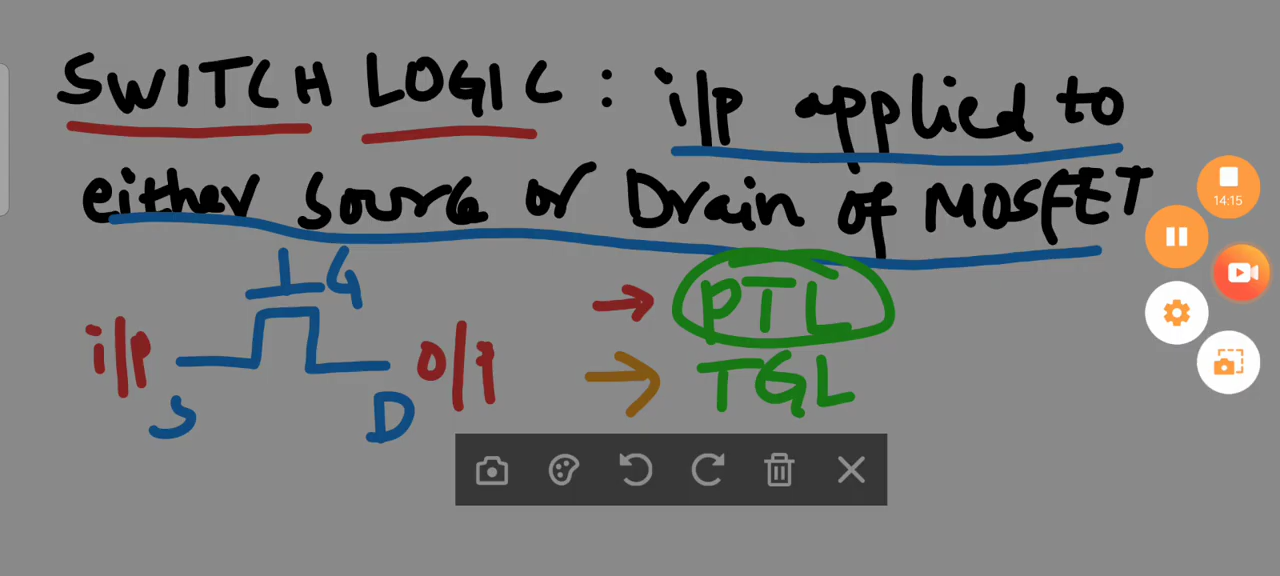 SWITCH LOGIC : i/p applied to
either source or Drain of MOSFET
14:15
G
i/p
S
D
o/p
→ PTL
→ TGL